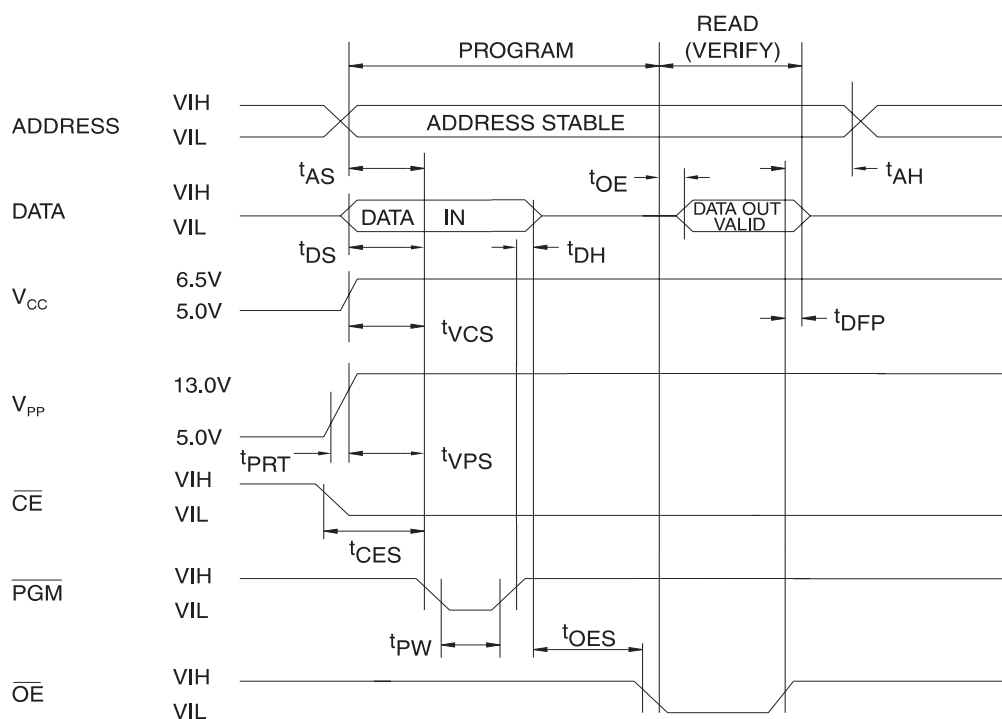 READ
PROGRAM (VERIFY)
VIH
ADDRESS ADDRESS STABLE
VIL
tAS tOE tAH
VIH
DATA DATA IN DATA OUT VALID
VIL
tDS tDH
6.5V
VCC
5.0V
tVCS tDFP
13.0V
VPP
5.0V
tPRT tVPS
VIH
CE
VIL
tCES
VIH
PGM
VIL
tPW tOES
VIH
OE
VIL